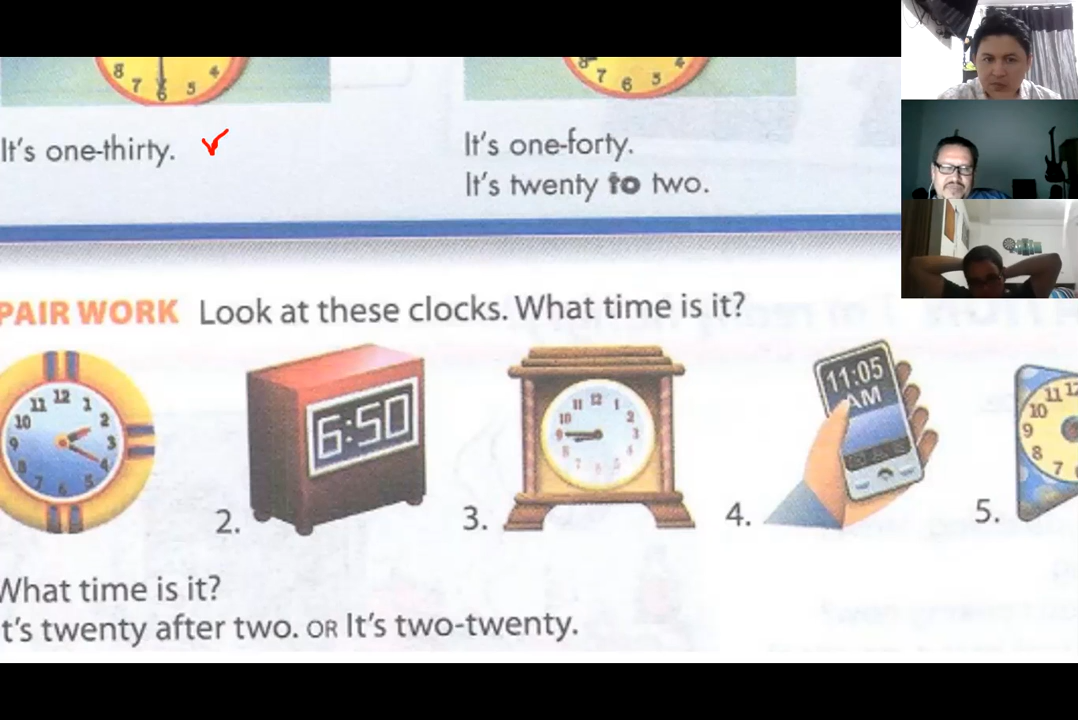 It's one-thirty.
It's one-forty.
It's twenty to two.
PAIR WORK Look at these clocks. What time is it?
6:50
11:05
AM
2.
3.
4.
5.
What time is it?
t's twenty after two. OR It's two-twenty.